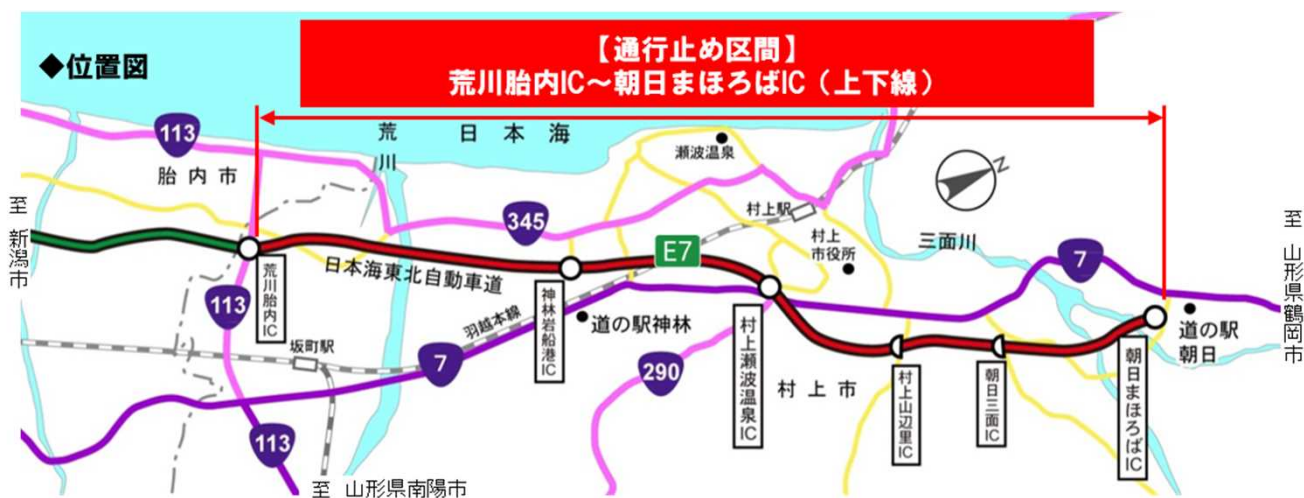 ◆位置図
【通行止め区間】
荒川胎内IC～朝日まほろばIC（上下線）
113
胎内市
荒川
日本海
瀬波温泉
村上駅
村上
市役所
三面川
至 新潟市
345
E7
7
至 山形県鶴岡市
日本海東北自動車道
荒川胎内IC
神林岩船港IC
村上瀬波温泉IC
村上山辺里IC
朝日三面IC
朝日まほろばIC
道の駅
朝日
113
坂町駅
羽越本線
道の駅神林
7
290
村上市
113
至 山形県南陽市
N